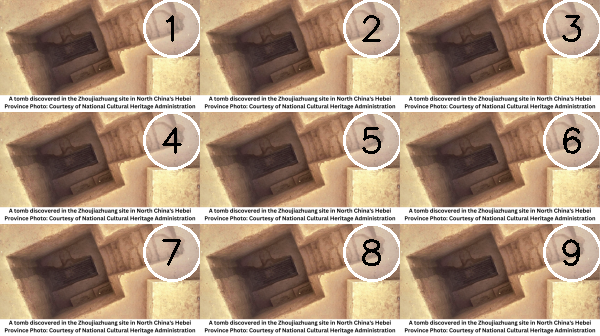 1
2
3
A tomb discovered in the Zhoujiazhuang site in North China's Hebei
Province Photo: Courtesy of National Cultural Heritage Administration
A tomb discovered in the Zhoujiazhuang site in North China's Hebei
Province Photo: Courtesy of National Cultural Heritage Administration
A tomb discovered in the Zhoujiazhuang site in North China's Hebei
Province Photo: Courtesy of National Cultural Heritage Administration
4
5
6
A tomb discovered in the Zhoujiazhuang site in North China's Hebei
Province Photo: Courtesy of National Cultural Heritage Administration
A tomb discovered in the Zhoujiazhuang site in North China's Hebei
Province Photo: Courtesy of National Cultural Heritage Administration
A tomb discovered in the Zhoujiazhuang site in North China's Hebei
Province Photo: Courtesy of National Cultural Heritage Administration
7
8
9
A tomb discovered in the Zhoujiazhuang site in North China's Hebei
Province Photo: Courtesy of National Cultural Heritage Administration
A tomb discovered in the Zhoujiazhuang site in North China's Hebei
Province Photo: Courtesy of National Cultural Heritage Administration
A tomb discovered in the Zhoujiazhuang site in North China's Hebei
Province Photo: Courtesy of National Cultural Heritage Administration